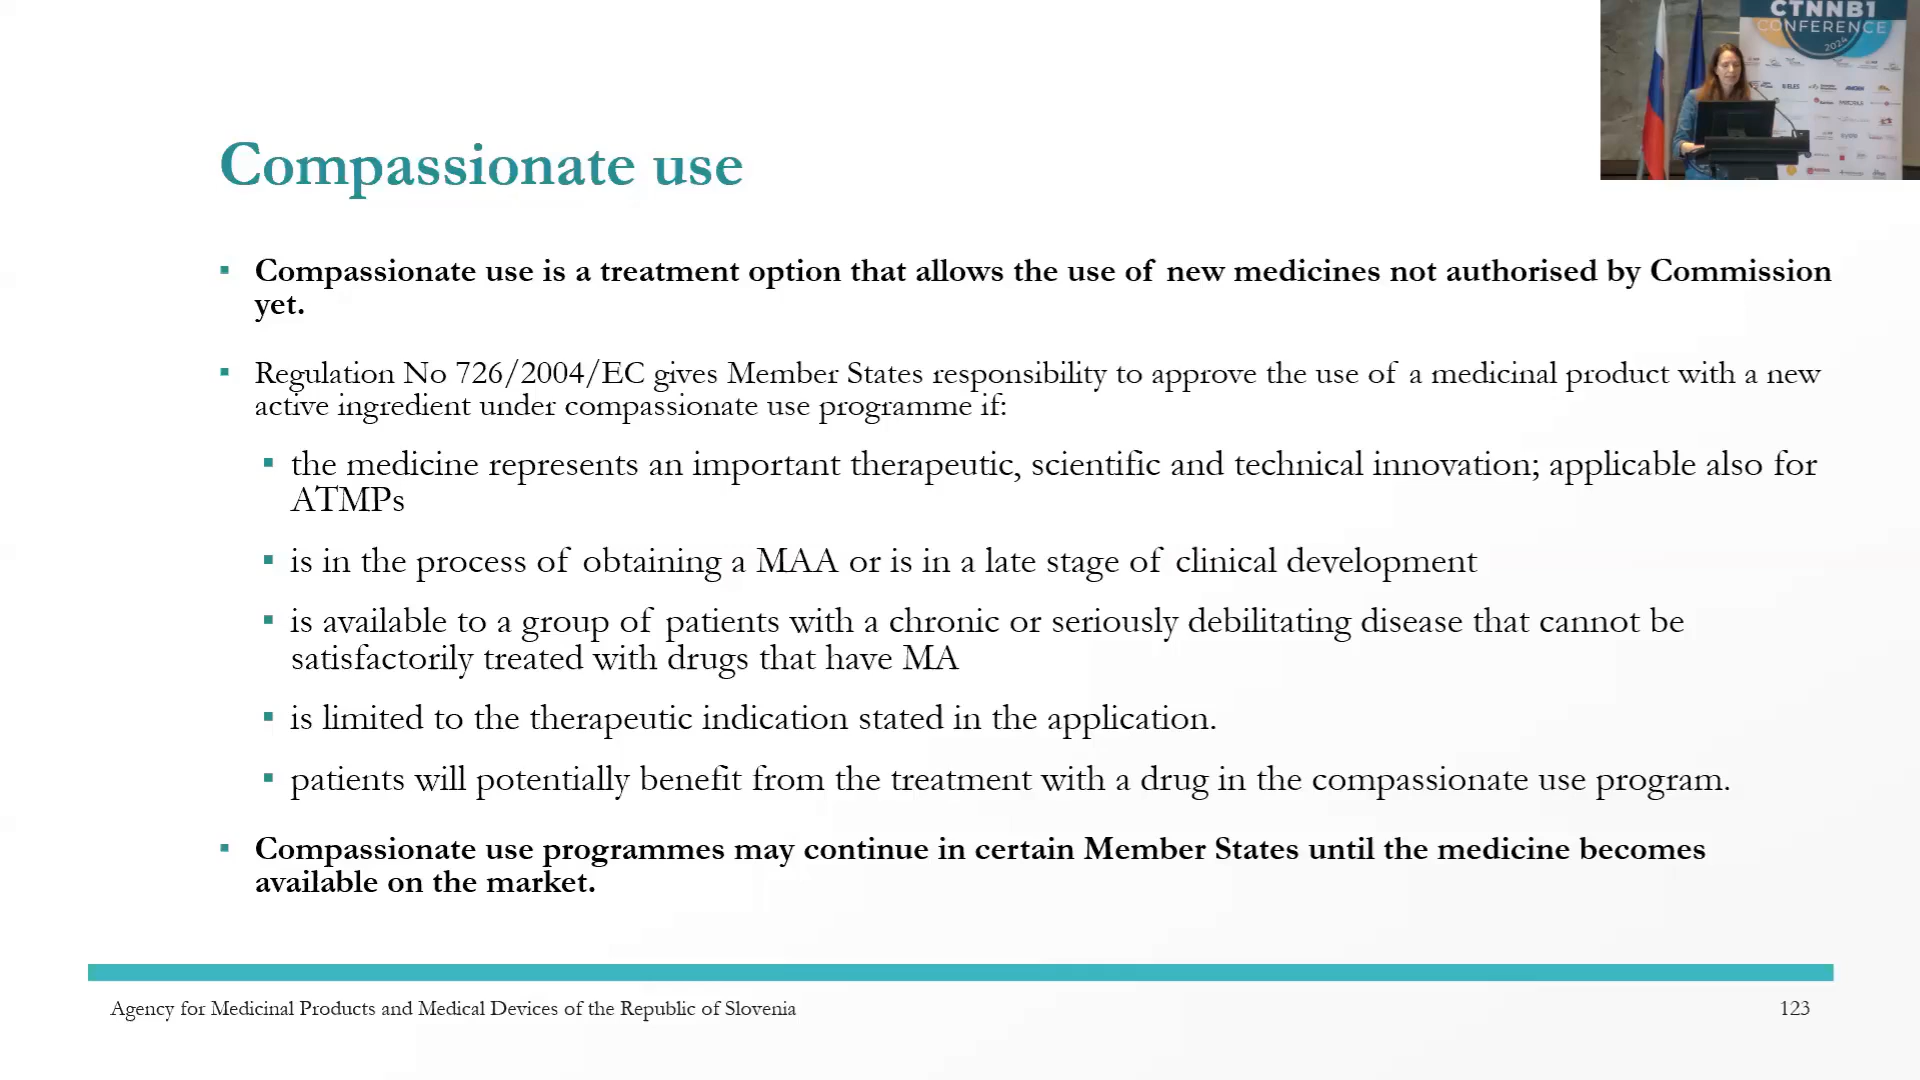 CTNNB1
CONFERENCE
2024
Compassionate use
▪ Compassionate use is a treatment option that allows the use of new medicines not authorised by Commission
yet.
▪ Regulation No 726/2004/EC gives Member States responsibility to approve the use of a medicinal product with a new
active ingredient under compassionate use programme if:
▪ the medicine represents an important therapeutic, scientific and technical innovation; applicable also for
ATMPs
▪ is in the process of obtaining a MAA or is in a late stage of clinical development
▪ is available to a group of patients with a chronic or seriously debilitating disease that cannot be
satisfactorily treated with drugs that have MA
▪ is limited to the therapeutic indication stated in the application.
▪ patients will potentially benefit from the treatment with a drug in the compassionate use program.
▪ Compassionate use programmes may continue in certain Member States until the medicine becomes
available on the market.
Agency for Medicinal Products and Medical Devices of the Republic of Slovenia
123